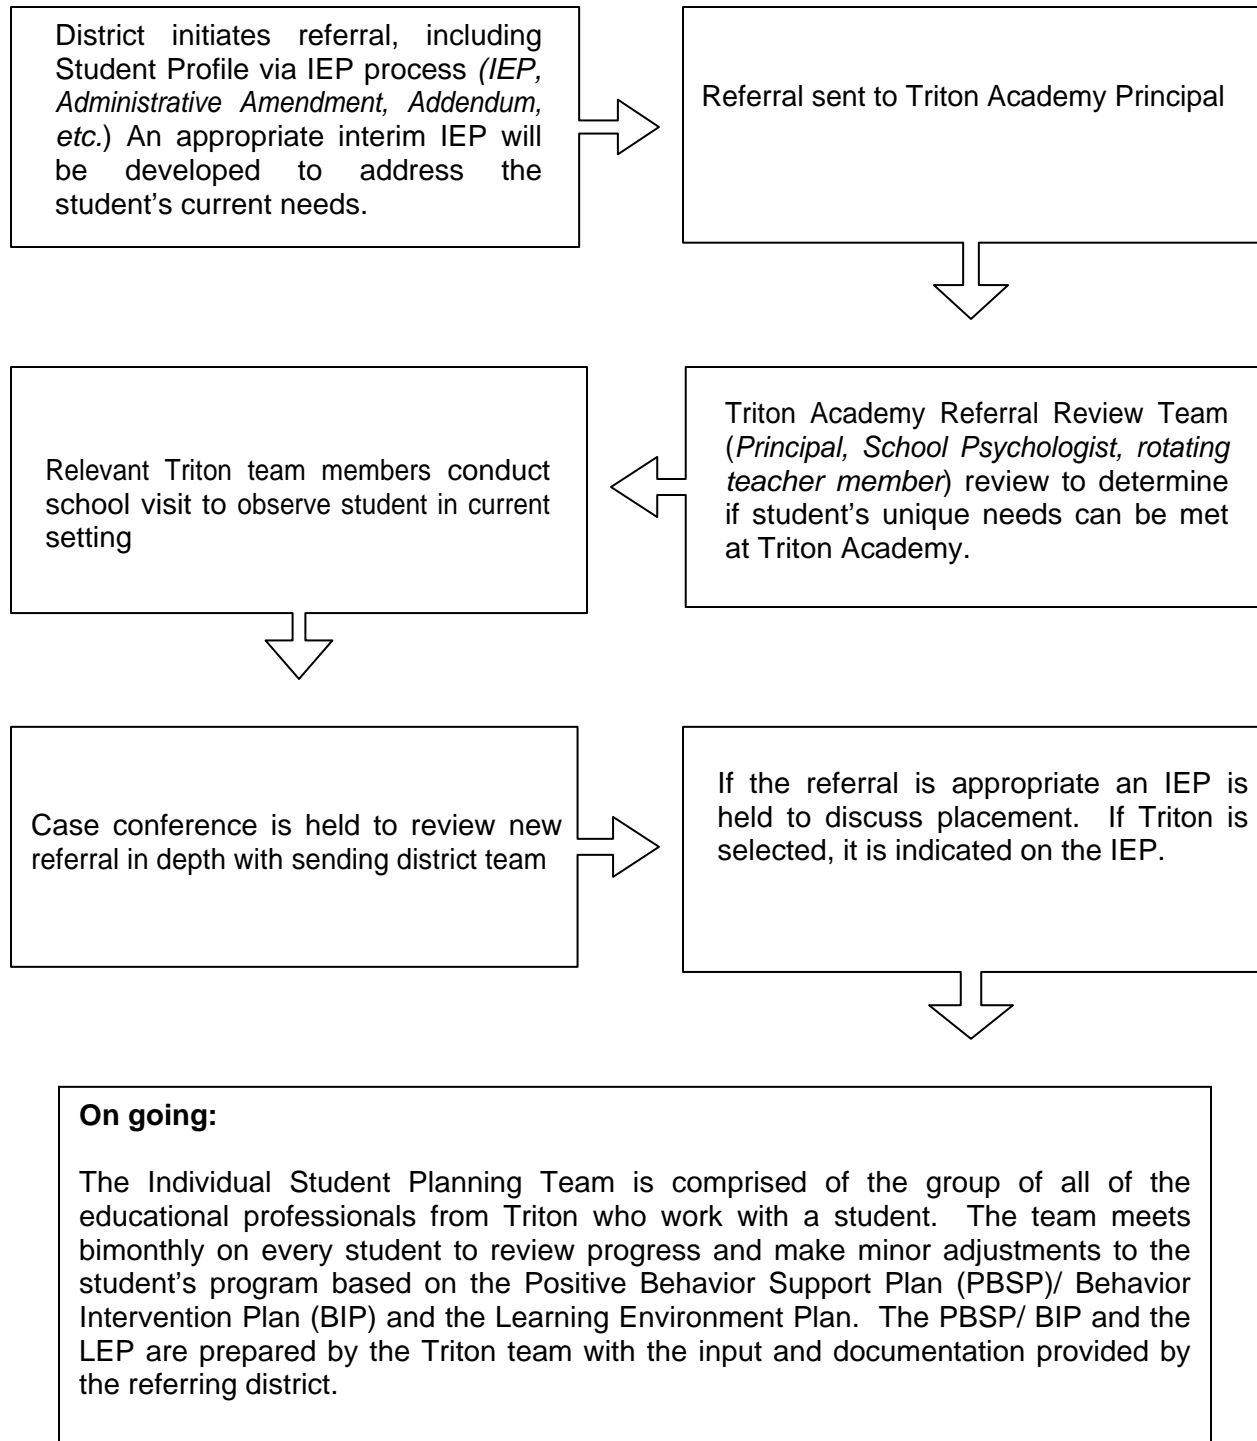 District initiates referral, including
Student Profile via IEP process (IEP,
Administrative Amendment, Addendum,
etc.) An appropriate interim IEP will
be developed to address the
student’s current needs.
Referral sent to Triton Academy Principal
Triton Academy Referral Review Team
(Principal, School Psychologist, rotating
teacher member) review to determine
if student’s unique needs can be met
at Triton Academy.
Relevant Triton team members conduct
school visit to observe student in current
setting
Case conference is held to review new
referral in depth with sending district team
If the referral is appropriate an IEP is
held to discuss placement. If Triton is
selected, it is indicated on the IEP.
On going:
The Individual Student Planning Team is comprised of the group of all of the
educational professionals from Triton who work with a student. The team meets
bimonthly on every student to review progress and make minor adjustments to the
student’s program based on the Positive Behavior Support Plan (PBSP)/ Behavior
Intervention Plan (BIP) and the Learning Environment Plan. The PBSP/ BIP and the
LEP are prepared by the Triton team with the input and documentation provided by
the referring district.